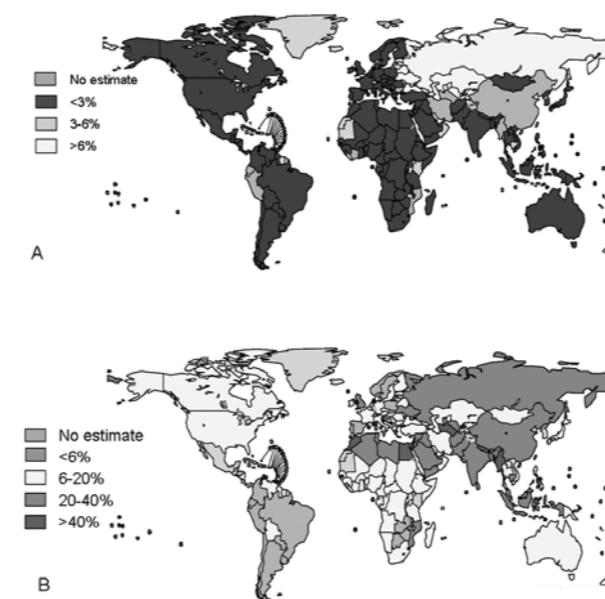 No estimate
<3%
3-6%
>6%
A
No estimate
<6%
6-20%
20-40%
>40%
B